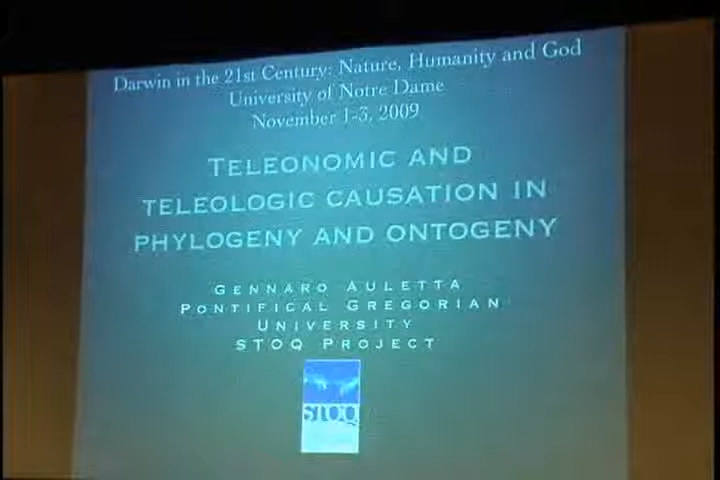 Darwin in the 21st Century: Nature, Humanity and God
University of Notre Dame
November 1-3, 2009
TELEONOMIC AND
TELEOLOGIC CAUSATION IN
PHYLOGENY AND ONTOGENY
GENNARO AULETTA
PONTIFICAL GREGORIAN
UNIVERSITY
STOQ PROJECT
STOQ